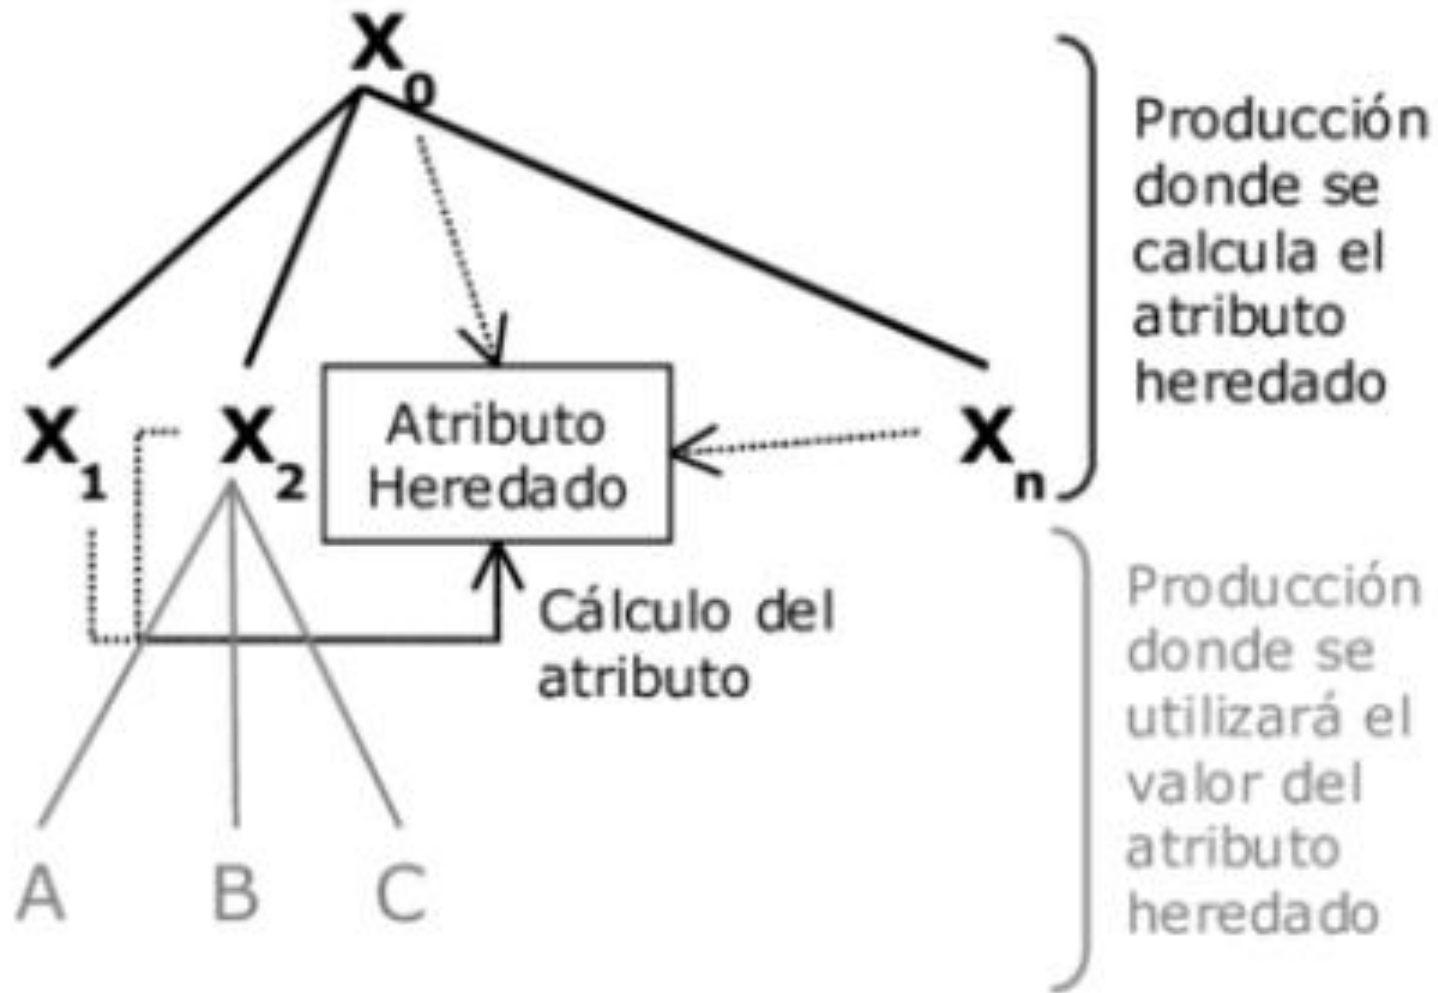 X0
Producción
donde se
calcula el
atributo
heredado
X1
X2
Atributo
Heredado
Xn
Cálculo del
atributo
Producción
donde se
utilizará el
valor del
atributo
heredado
A
B
C